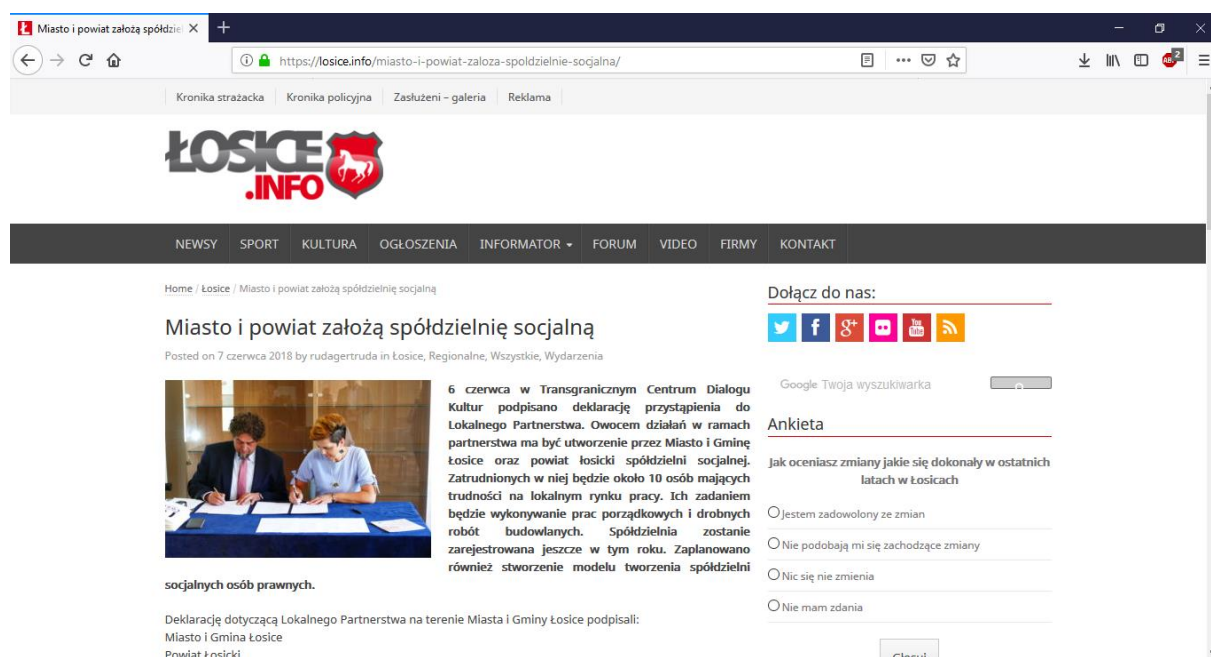 Miasto i powiat założą spółdziel
https://losice.info/miasto-i-powiat-zaloza-spoldzielnie-socjalna/
ABP 2
Kronika strażacka Kronika policyjna Zasłużeni – galeria Reklama
ŁOSICE
.INFO
NEWSY SPORT KULTURA OGŁOSZENIA INFORMATOR FORUM VIDEO FIRMY KONTAKT
Home / Łosice / Miasto i powiat założą spółdzielnię socjalną
Miasto i powiat założą spółdzielnię socjalną
Posted on 7 czerwca 2018 by rudagertruda in Łosice, Regionalne, Wszystkie, Wydarzenia
6 czerwca w Transgranicznym Centrum Dialogu
Kultur podpisano deklarację przystąpienia do
Lokalnego Partnerstwa. Owocem działań w ramach
partnerstwa ma być utworzenie przez Miasto i Gminę
Łosice oraz powiat łosicki spółdzielni socjalnej.
Zatrudnionych w niej będzie około 10 osób mających
trudności na lokalnym rynku pracy. Ich zadaniem
będzie wykonywanie prac porządkowych i drobnych
robót budowlanych. Spółdzielnia zostanie
zarejestrowana jeszcze w tym roku. Zaplanowano
również stworzenie modelu tworzenia spółdzielni
socjalnych osób prawnych.
Deklarację dotyczącą Lokalnego Partnerstwa na terenie Miasta i Gminy Łosice podpisali:
Miasto i Gmina Łosice
Powiat Łosicki
Dołącz do nas:
You Tube
Google Twoja wyszukiwarka
Ankieta
Jak oceniasz zmiany jakie się dokonały w ostatnich
latach w Łosicach
Jestem zadowolony ze zmian
Nie podobają mi się zachodzące zmiany
Nic się nie zmienia
Nie mam zdania
Głosuj